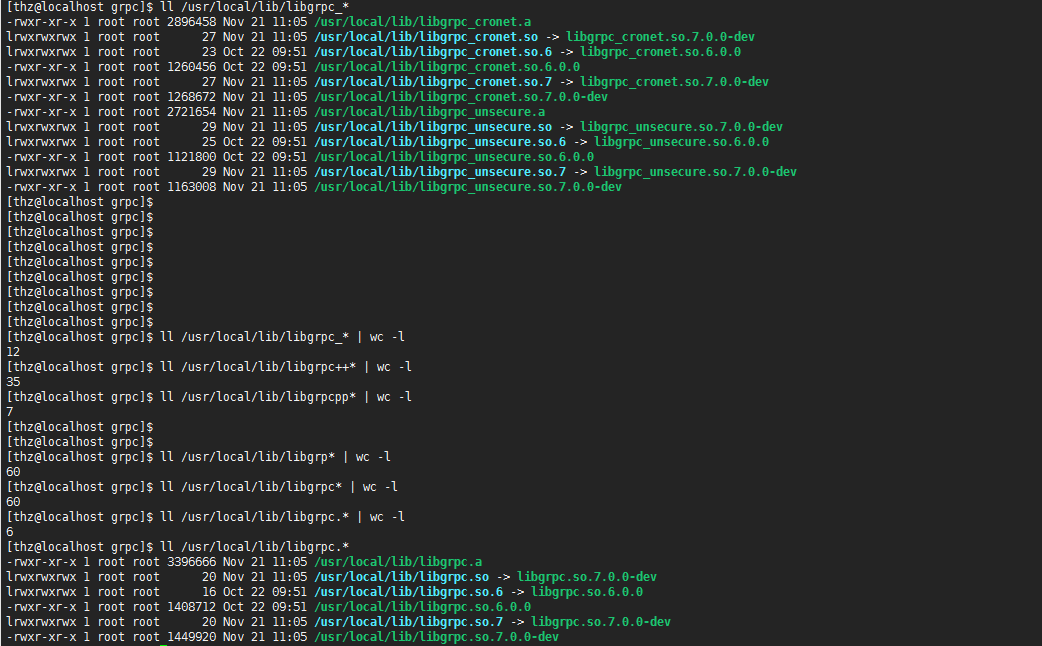 [thz@localhost grpc]$ ll /usr/local/lib/libgrpc_*
-rwxr-xr-x 1 root root 2896458 Nov 21 11:05 /usr/local/lib/libgrpc_cronet.a
lrwxrwxrwx 1 root root      27 Nov 21 11:05 /usr/local/lib/libgrpc_cronet.so -> libgrpc_cronet.so.7.0.0-dev
lrwxrwxrwx 1 root root      23 Oct 22 09:51 /usr/local/lib/libgrpc_cronet.so.6 -> libgrpc_cronet.so.6.0.0
-rwxr-xr-x 1 root root 1260456 Oct 22 09:51 /usr/local/lib/libgrpc_cronet.so.6.0.0
lrwxrwxrwx 1 root root      27 Nov 21 11:05 /usr/local/lib/libgrpc_cronet.so.7 -> libgrpc_cronet.so.7.0.0-dev
-rwxr-xr-x 1 root root 1268672 Nov 21 11:05 /usr/local/lib/libgrpc_cronet.so.7.0.0-dev
-rwxr-xr-x 1 root root 2721654 Nov 21 11:05 /usr/local/lib/libgrpc_unsecure.a
lrwxrwxrwx 1 root root      29 Nov 21 11:05 /usr/local/lib/libgrpc_unsecure.so -> libgrpc_unsecure.so.7.0.0-dev
lrwxrwxrwx 1 root root      25 Oct 22 09:51 /usr/local/lib/libgrpc_unsecure.so.6 -> libgrpc_unsecure.so.6.0.0
-rwxr-xr-x 1 root root 1121800 Oct 22 09:51 /usr/local/lib/libgrpc_unsecure.so.6.0.0
lrwxrwxrwx 1 root root      29 Nov 21 11:05 /usr/local/lib/libgrpc_unsecure.so.7 -> libgrpc_unsecure.so.7.0.0-dev
-rwxr-xr-x 1 root root 1163008 Nov 21 11:05 /usr/local/lib/libgrpc_unsecure.so.7.0.0-dev
[thz@localhost grpc]$
[thz@localhost grpc]$
[thz@localhost grpc]$
[thz@localhost grpc]$
[thz@localhost grpc]$
[thz@localhost grpc]$
[thz@localhost grpc]$
[thz@localhost grpc]$
[thz@localhost grpc]$
[thz@localhost grpc]$ ll /usr/local/lib/libgrpc_* | wc -l
12
[thz@localhost grpc]$ ll /usr/local/lib/libgrpc++* | wc -l
35
[thz@localhost grpc]$ ll /usr/local/lib/libgrpcpp* | wc -l
7
[thz@localhost grpc]$
[thz@localhost grpc]$
[thz@localhost grpc]$ ll /usr/local/lib/libgrp* | wc -l
60
[thz@localhost grpc]$ ll /usr/local/lib/libgrpc* | wc -l
60
[thz@localhost grpc]$ ll /usr/local/lib/libgrpc.* | wc -l
6
[thz@localhost grpc]$ ll /usr/local/lib/libgrpc.*
-rwxr-xr-x 1 root root 3396666 Nov 21 11:05 /usr/local/lib/libgrpc.a
lrwxrwxrwx 1 root root      20 Nov 21 11:05 /usr/local/lib/libgrpc.so -> libgrpc.so.7.0.0-dev
lrwxrwxrwx 1 root root      16 Oct 22 09:51 /usr/local/lib/libgrpc.so.6 -> libgrpc.so.6.0.0
-rwxr-xr-x 1 root root 1408712 Oct 22 09:51 /usr/local/lib/libgrpc.so.6.0.0
lrwxrwxrwx 1 root root      20 Nov 21 11:05 /usr/local/lib/libgrpc.so.7 -> libgrpc.so.7.0.0-dev
-rwxr-xr-x 1 root root 1449920 Nov 21 11:05 /usr/local/lib/libgrpc.so.7.0.0-dev